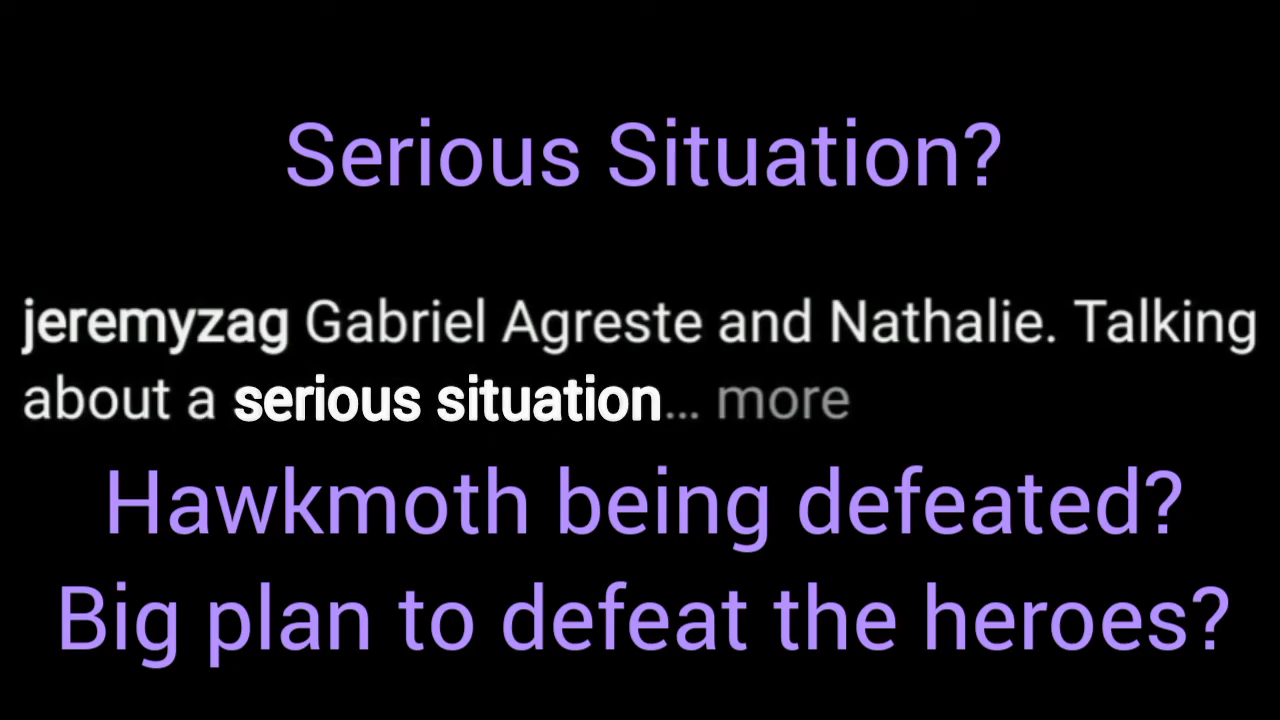 Serious Situation?
jeremyzag Gabriel Agreste and Nathalie. Talking
about a serious situation... more
Hawkmoth being defeated?
Big plan to defeat the heroes?